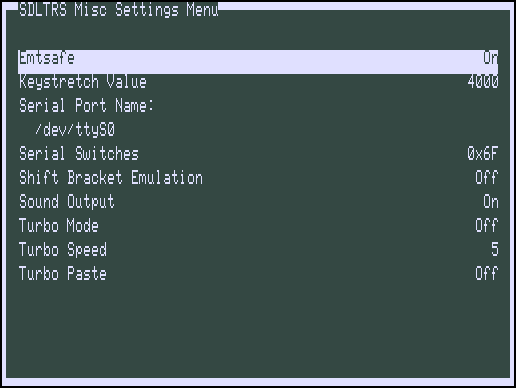 SDLTRS Misc Settings Menu
Emtsafe On
Keystretch Value 4000
Serial Port Name:
/dev/ttyS0
Serial Switches 0x6F
Shift Bracket Emulation Off
Sound Output On
Turbo Mode Off
Turbo Speed 5
Turbo Paste Off